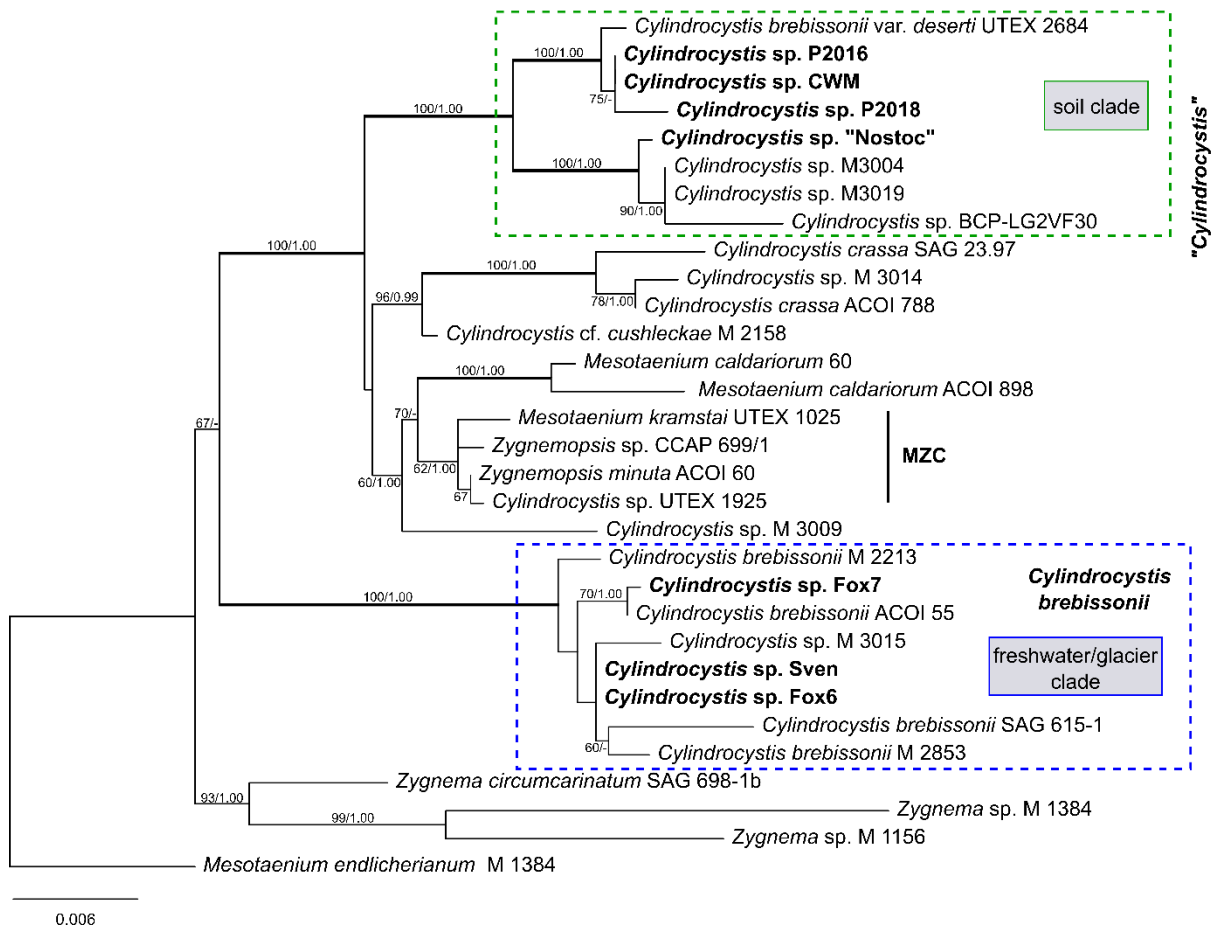 Cylindrocystis brebissonii var. deserti UTEX 2684
Cylindrocystis sp. P2016
100/1.00
Cylindrocystis sp. CWM
75/-
Cylindrocystis sp. P2018
soil clade
100/1.00
Cylindrocystis sp. "Nostoc"
100/1.00
Cylindrocystis sp. M3004
Cylindrocystis sp. M3019
90/1.00
Cylindrocystis sp. BCP-LG2VF30
"Cylindrocystis"
100/1.00
Cylindrocystis crassa SAG 23.97
100/1.00
Cylindrocystis sp. M 3014
96/0.99
78/1.00
Cylindrocystis crassa ACOI 788
Cylindrocystis cf. cushleckae M 2158
Mesotaenium caldariorum 60
100/1.00
Mesotaenium caldariorum ACOI 898
67/-
70/-
Mesotaenium kramstai UTEX 1025
Zygnemopsis sp. CCAP 699/1
MZC
62/1.00
Zygnemopsis minuta ACOI 60
60/1.00
67
Cylindrocystis sp. UTEX 1925
Cylindrocystis sp. M 3009
Cylindrocystis brebissonii M 2213
Cylindrocystis
brebissonii
Cylindrocystis sp. Fox7
70/1.00
100/1.00
Cylindrocystis brebissonii ACOI 55
Cylindrocystis sp. M 3015
freshwater/glacier
clade
Cylindrocystis sp. Sven
Cylindrocystis sp. Fox6
Cylindrocystis brebissonii SAG 615-1
60/-
Cylindrocystis brebissonii M 2853
Zygnema circumcarinatum SAG 698-1b
93/1.00
Zygnema sp. M 1384
99/1.00
Zygnema sp. M 1156
Mesotaenium endlicherianum M 1384
0.006